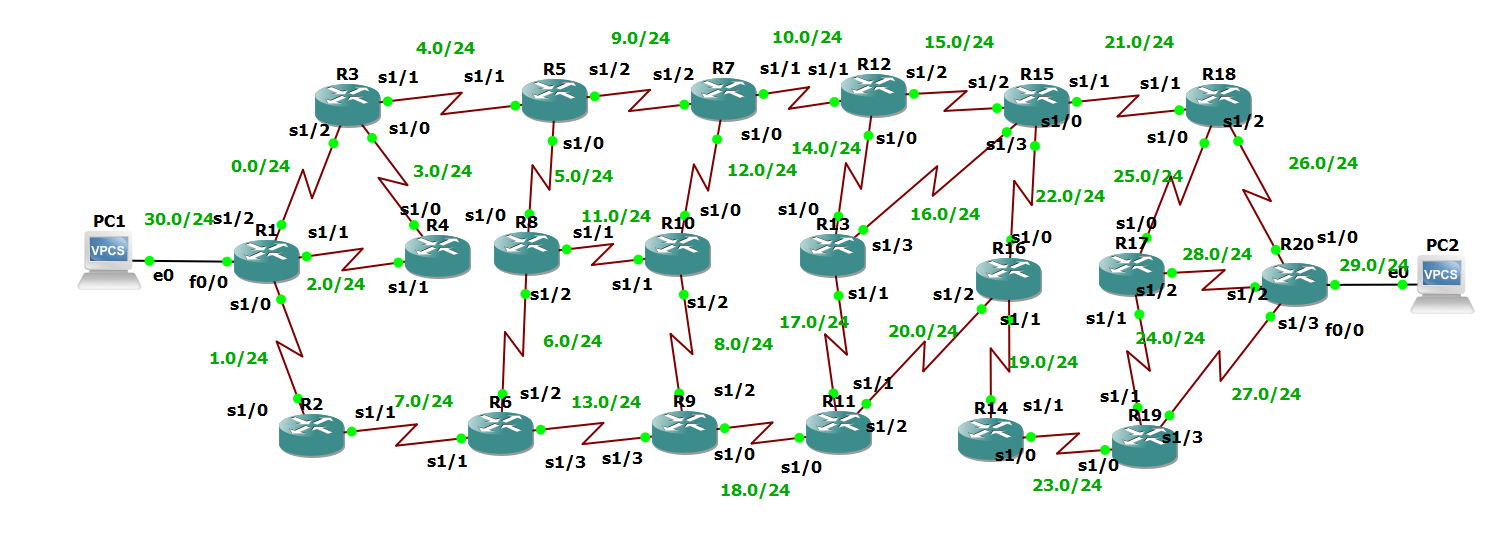 4.0/24
9.0/24
10.0/24
15.0/24
21.0/24
R3
s1/1
s1/1
R5
s1/2
s1/2
R7
s1/1
s1/1
R12
s1/2
s1/2
R15
s1/1
s1/1
R18
s1/2
s1/0
s1/0
s1/0
s1/0
s1/0
s1/3
s1/0
s1/2
0.0/24
3.0/24
5.0/24
12.0/24
14.0/24
22.0/24
25.0/24
26.0/24
PC1
VPCS
30.0/24
s1/2
R1
s1/1
s1/0
R4
s1/0
R8
11.0/24
s1/1
R10
s1/0
s1/0
R13
16.0/24
s1/3
s1/0
R16
s1/0
R17
28.0/24
R20
s1/0
PC2
VPCS
29.0/24
e0
e0
f0/0
2.0/24
s1/1
s1/0
s1/2
s1/1
s1/2
s1/1
s1/2
s1/2
s1/2
s1/3
f0/0
1.0/24
6.0/24
8.0/24
17.0/24
20.0/24
s1/1
19.0/24
s1/1
24.0/24
27.0/24
s1/0
R2
s1/1
7.0/24
R6
s1/2
13.0/24
R9
s1/2
R11
s1/1
s1/2
R14
s1/1
s1/1
R19
s1/3
s1/1
s1/3
s1/3
s1/0
s1/0
s1/0
s1/0
18.0/24
23.0/24